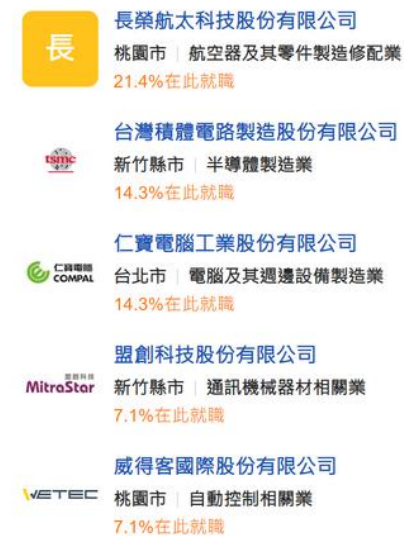 長
長榮航太科技股份有限公司
桃園市 | 航空器及其零件製造修配業
21.4%在此就職
tsmc
台灣積體電路製造股份有限公司
新竹縣市 | 半導體製造業
14.3%在此就職
仁寶電腦
COMPAL
仁寶電腦工業股份有限公司
台北市 | 電腦及其週邊設備製造業
14.3%在此就職
盟創科技
MitraStar
盟創科技股份有限公司
新竹縣市 | 通訊機械器材相關業
7.1%在此就職
VETEC
威得客國際股份有限公司
桃園市 | 自動控制相關業
7.1%在此就職